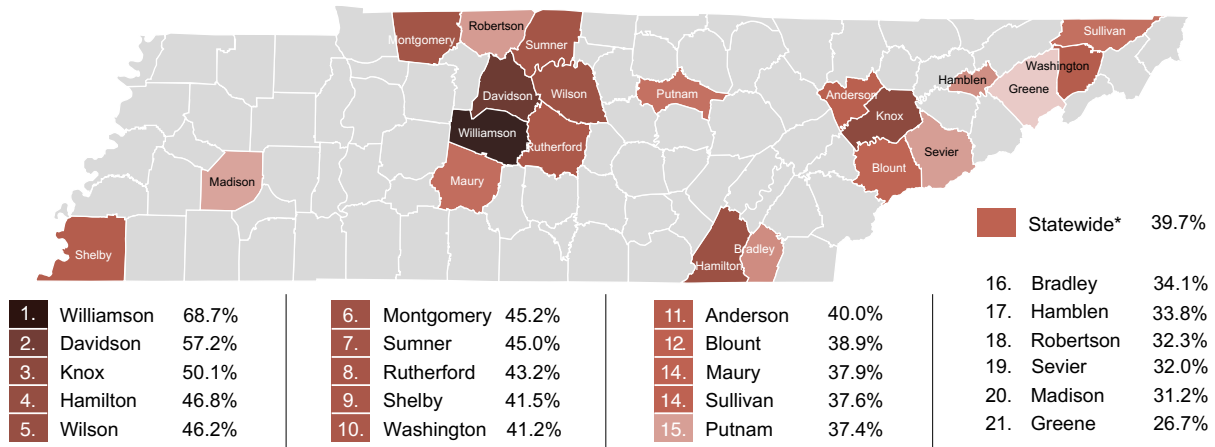 Robertson
Montgomery
Sumner
Sullivan
Washington
Hamblen
Davidson
Wilson
Putnam
Anderson
Greene
Knox
Williamson
Rutherford
Sevier
Blount
Maury
Madison
Shelby
Bradley
Hamilton
Statewide* 39.7%
1. Williamson 68.7%
2. Davidson 57.2%
3. Knox 50.1%
4. Hamilton 46.8%
5. Wilson 46.2%
6. Montgomery 45.2%
7. Sumner 45.0%
8. Rutherford 43.2%
9. Shelby 41.5%
10. Washington 41.2%
11. Anderson 40.0%
12. Blount 38.9%
14. Maury 37.9%
14. Sullivan 37.6%
15. Putnam 37.4%
16. Bradley 34.1%
17. Hamblen 33.8%
18. Robertson 32.3%
19. Sevier 32.0%
20. Madison 31.2%
21. Greene 26.7%